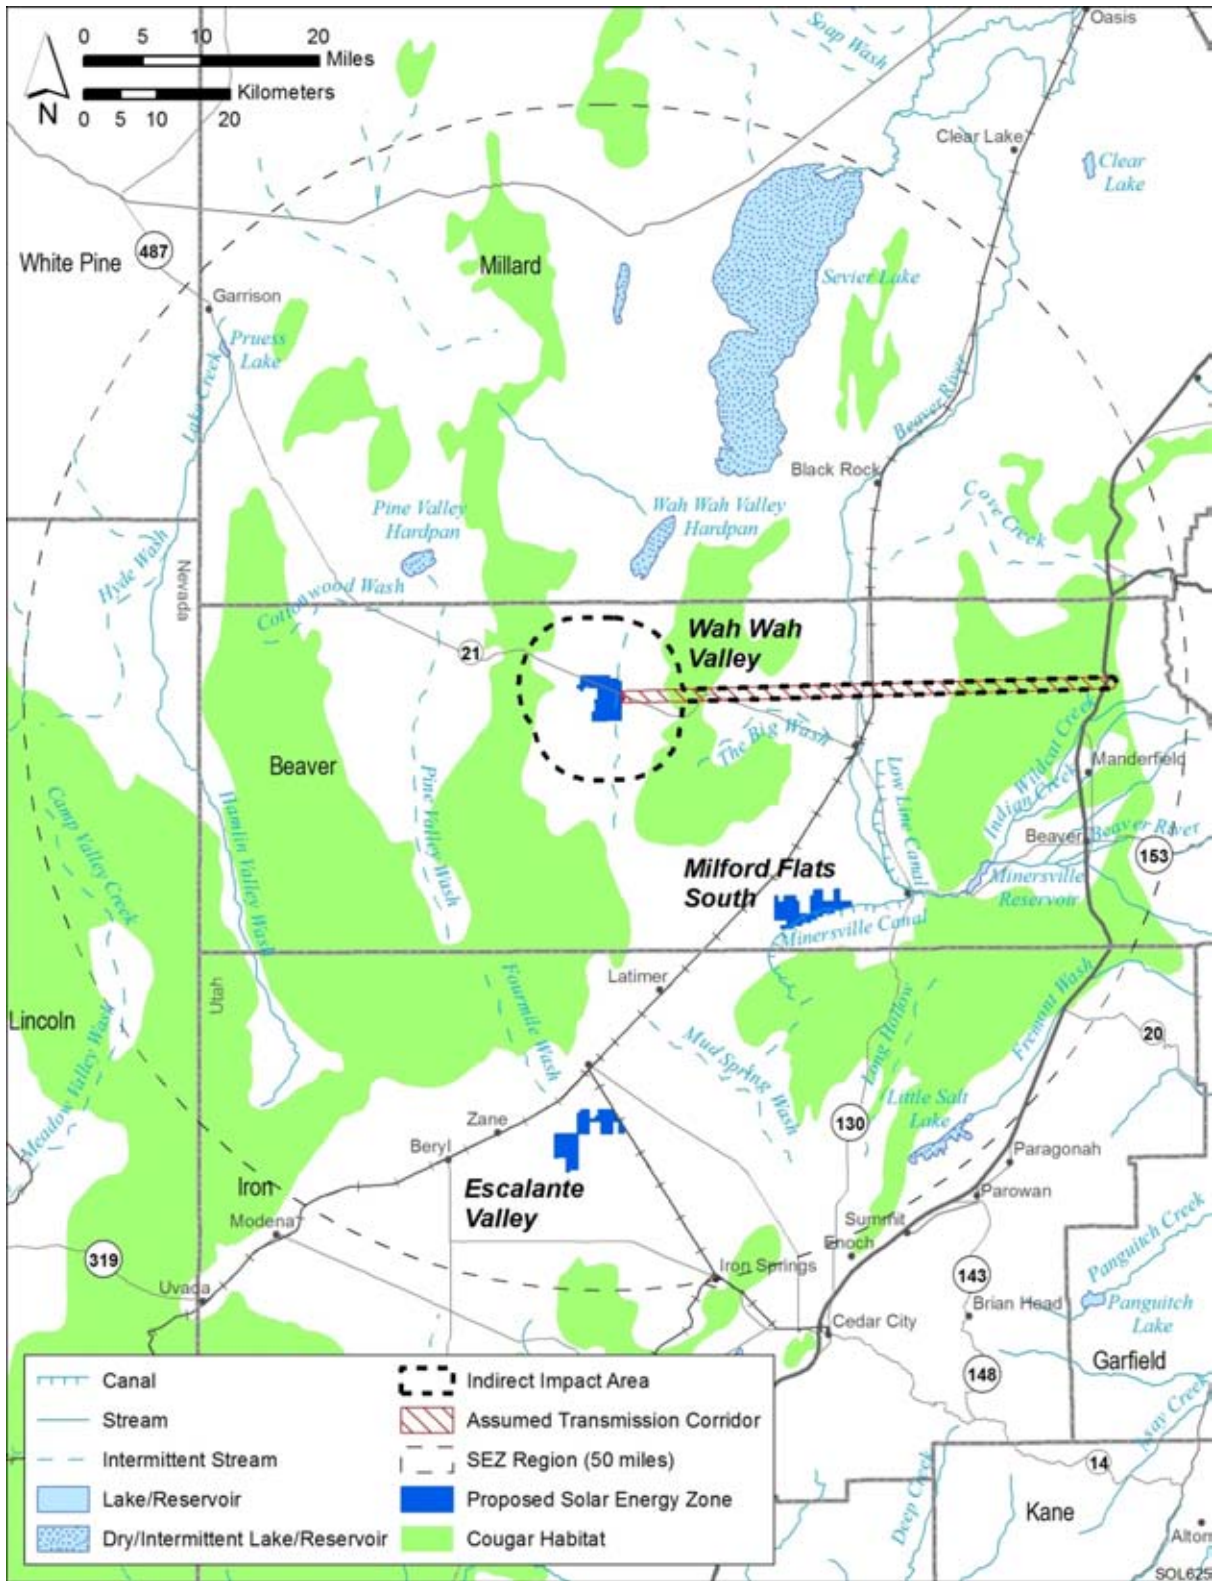 0 5 10 20
Miles
Kilometers
0 5 10 20
N
Oasis
Soap Wash
Clear Lake
Clear
Lake
487
White Pine
Millard
Sevier Lake
Garrison
Pruess
Lake
Lake Creek
Beaver River
Black Rock
Pine Valley
Hardpan
Wah Wah Valley
Hardpan
Cove Creek
Hyde Wash
Nevada
Cottonwood Wash
21
Wah Wah
Valley
The Big Wash
Wildcat Creek
Manderfield
Indian Creek
Beaver
Low Line Canal
Beaver
Beaver River
153
Camp Valley Creek
Hamlin Valley Wash
Pine Valley Wash
Milford Flats
South
Minersville
Reservoir
Minersville Canal
Latimer
Fourmile Wash
Utah
Lincoln
Fremont Wash
20
Mud Spring Wash
Long Hollow
Meadow Valley Wash
Little Salt
Lake
130
Zane
Beryl
Paragonah
Escalante
Valley
Iron
Parowan
Modena
Summit
Enoch
Panguitch Creek
319
Iron Springs
143
Uvada
Brian Head
Panguitch
Lake
Cedar City
Garfield
148
Asay Creek
14
Deep Creek
Kane
SOL625
Canal
Stream
Intermittent Stream
Lake/Reservoir
Dry/Intermittent Lake/Reservoir
Indirect Impact Area
Assumed Transmission Corridor
SEZ Region (50 miles)
Proposed Solar Energy Zone
Cougar Habitat